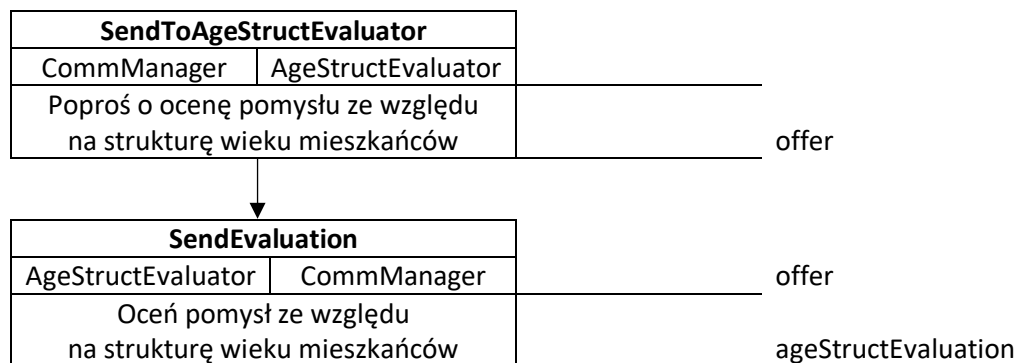 SendToAgeStructEvaluator
CommManager AgeStructEvaluator
Poproś o ocenę pomysłu ze względu
na strukturę wieku mieszkańców offer
SendEvaluation
AgeStructEvaluator CommManager offer
Oceń pomysł ze względu
na strukturę wieku mieszkańców ageStructEvaluation